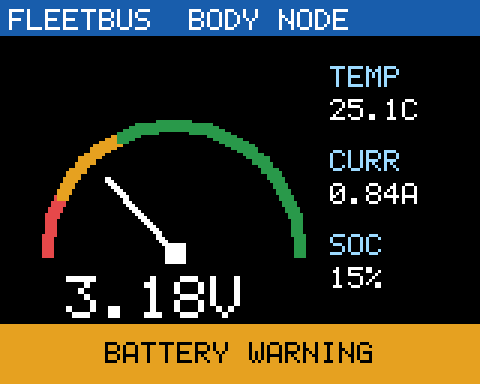 FLEETBUS BODY NODE
TEMP
25.1C
CURR
0.84A
SOC
15%
3.18V
BATTERY WARNING